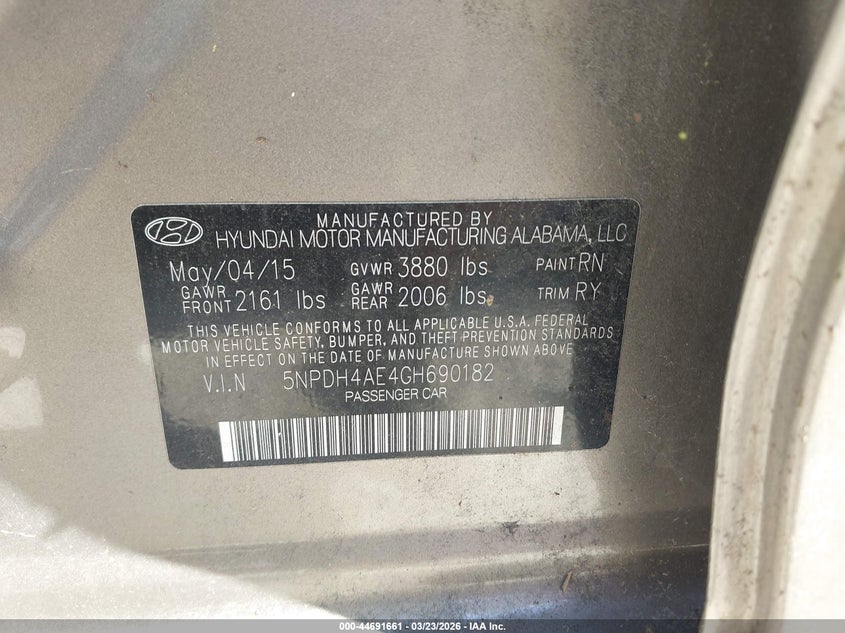 MANUFACTURED BY
HYUNDAI MOTOR MANUFACTURING ALABAMA, LLC
May/04/15 GVWR 3880 lbs PAINT RN
GAWR FRONT 2161 lbs GAWR REAR 2006 lbs TRIM RY
THIS VEHICLE CONFORMS TO ALL APPLICABLE U.S.A. FEDERAL
MOTOR VEHICLE SAFETY, BUMPER, AND THEFT PREVENTION STANDARDS
IN EFFECT ON THE DATE OF MANUFACTURE SHOWN ABOVE
V.I.N 5NPDH4AE4GH690182
PASSENGER CAR
000-44691661 - 03/23/2026 - IAA Inc.